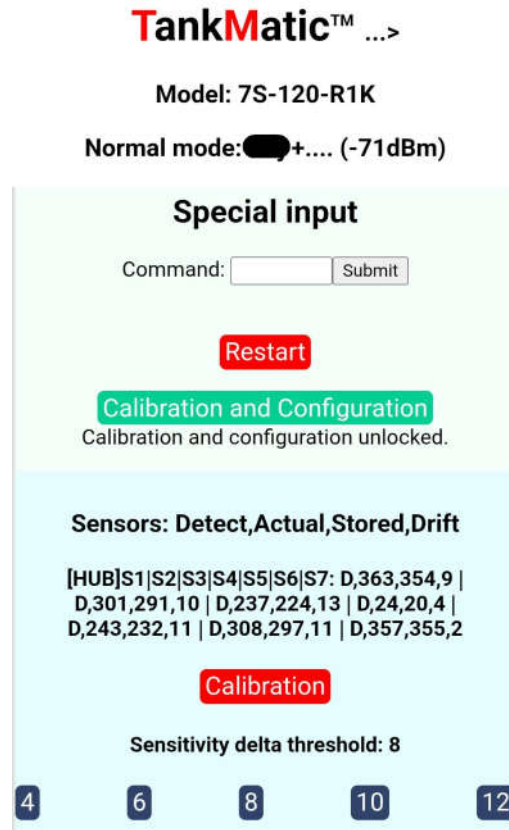 TankMatic™ ...>
Model: 7S-120-R1K
Normal mode: +.... (-71dBm)
Special input
Command: Submit
Restart
Calibration and Configuration
Calibration and configuration unlocked.
Sensors: Detect,Actual,Stored,Drift
[HUB]S1|S2|S3|S4|S5|S6|S7: D,363,354,9 |
D,301,291,10 | D,237,224,13 | D,24,20,4 |
D,243,232,11 | D,308,297,11 | D,357,355,2
Calibration
Sensitivity delta threshold: 8
4 6 8 10 12